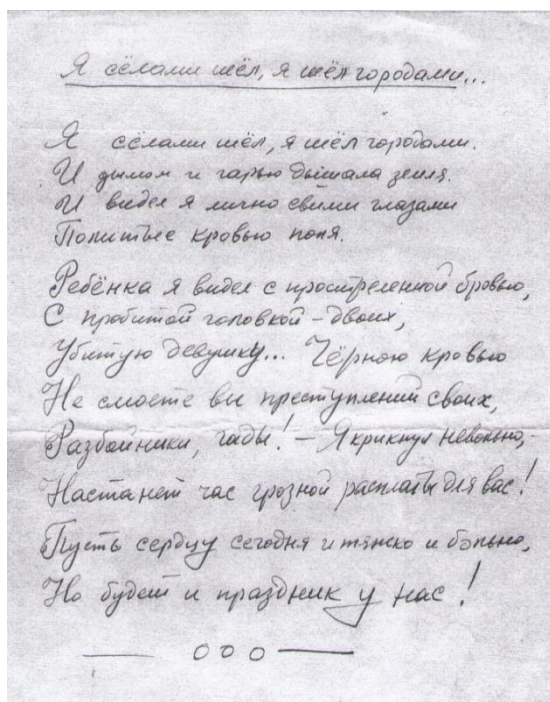 Я сёлами шёл, я шёл городами...
Я сёлами шёл, я шёл городами.
И дымом и гарью дышала земля.
И видел я лично своими глазами
Политые кровью поля.
Ребёнка я видел с простреленной бровью,
С пробитой головкой – двоих,
Убитую девушку... Чёрною кровью
Не смоете вы преступлений своих,
Разбойники, гады! – Я крикнул невольно, –
Настанет час грозной расплаты для вас!
Пусть сердцу сегодня и тяжко и больно,
Но будет и праздник у нас!
— ооо —